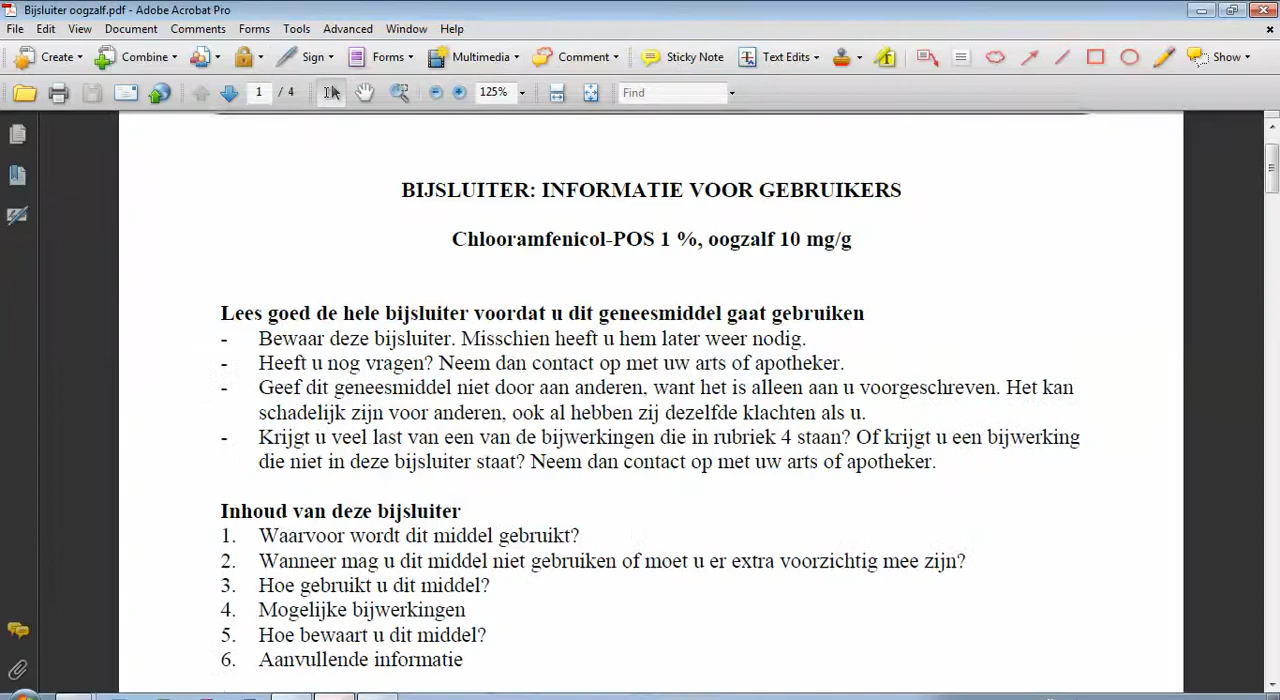 Bijsluiter oogzalf.pdf - Adobe Acrobat Pro
File Edit View Document Comments Forms Tools Advanced Window Help
Create Combine Sign Forms Multimedia Comment Sticky Note Text Edits Show
1 / 4 125% Find
BIJSLUITER: INFORMATIE VOOR GEBRUIKERS
Chlooramfenicol-POS 1 %, oogzalf 10 mg/g
Lees goed de hele bijsluiter voordat u dit geneesmiddel gaat gebruiken
- Bewaar deze bijsluiter. Misschien heeft u hem later weer nodig.
- Heeft u nog vragen? Neem dan contact op met uw arts of apotheker.
- Geef dit geneesmiddel niet door aan anderen, want het is alleen aan u voorgeschreven. Het kan
schadelijk zijn voor anderen, ook al hebben zij dezelfde klachten als u.
- Krijgt u veel last van een van de bijwerkingen die in rubriek 4 staan? Of krijgt u een bijwerking
die niet in deze bijsluiter staat? Neem dan contact op met uw arts of apotheker.
Inhoud van deze bijsluiter
1. Waarvoor wordt dit middel gebruikt?
2. Wanneer mag u dit middel niet gebruiken of moet u er extra voorzichtig mee zijn?
3. Hoe gebruikt u dit middel?
4. Mogelijke bijwerkingen
5. Hoe bewaart u dit middel?
6. Aanvullende informatie